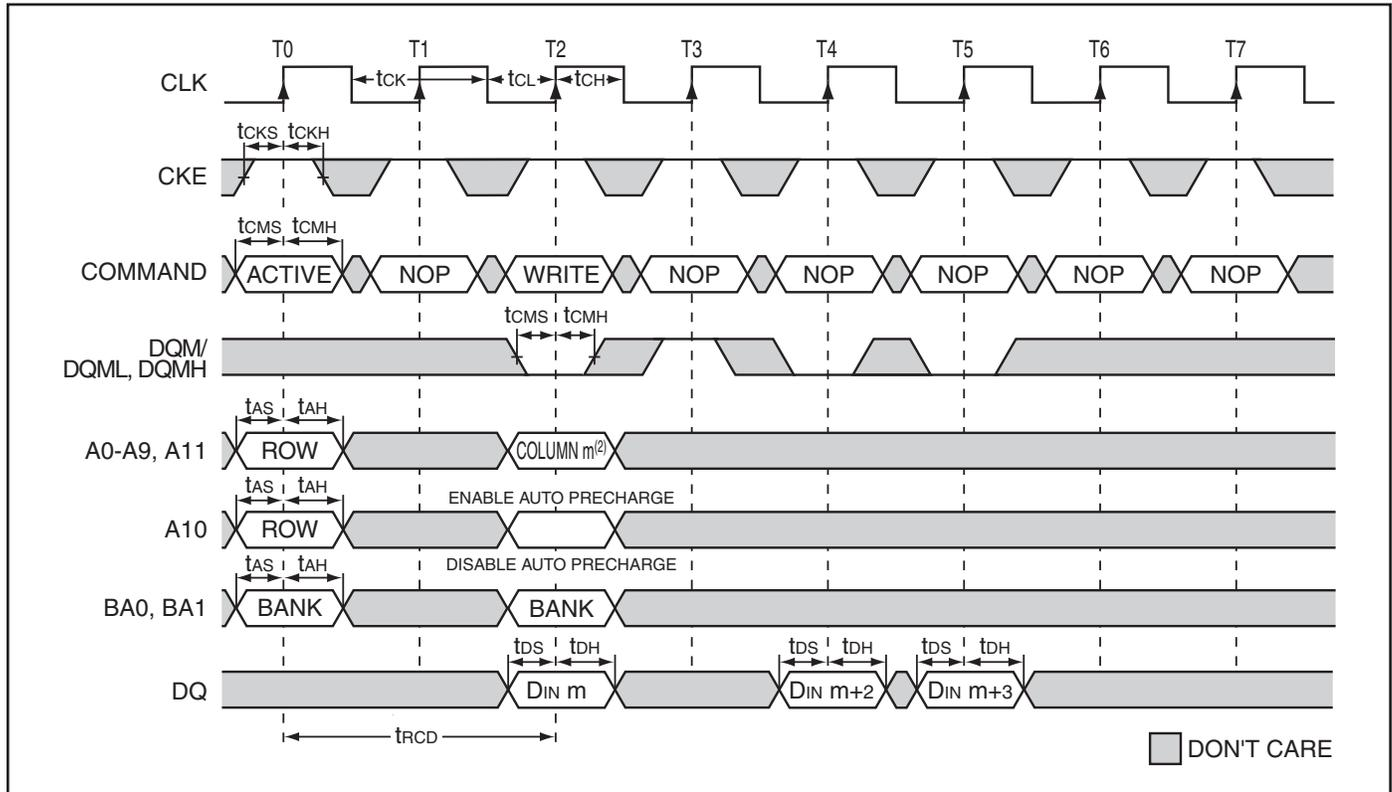 T0 T1 T2 T3 T4 T5 T6 T7
CLK tCK tCL tCH
tCKS tCKH
CKE
tCMS tCMH
COMMAND ACTIVE NOP WRITE NOP NOP NOP NOP NOP
tCMS tCMH
DQM/
DQML, DQMH
tAS tAH
A0-A9, A11 ROW COLUMN m(2)
tAS tAH
ENABLE AUTO PRECHARGE
A10 ROW
DISABLE AUTO PRECHARGE
tAS tAH
BA0, BA1 BANK BANK
tDS tDH tDS tDH tDS tDH
DQ DIN m DIN m+2 DIN m+3
tRCD
DON'T CARE